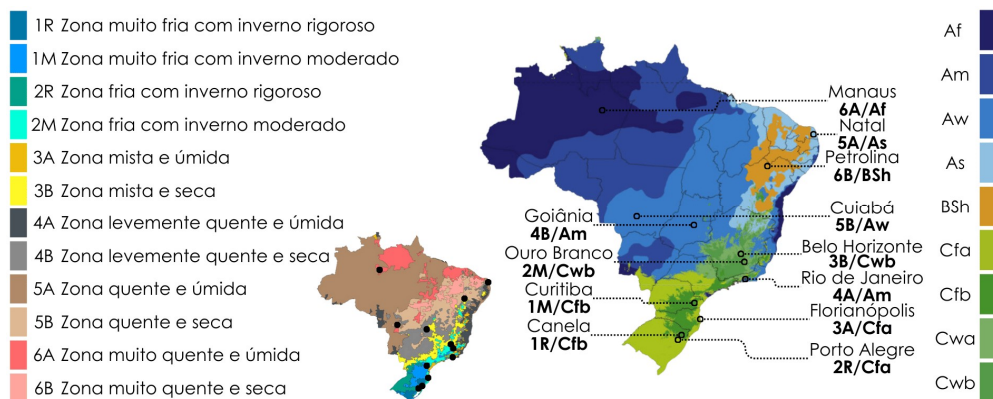 1R Zona muito fria com inverno rigoroso
1M Zona muito fria com inverno moderado
2R Zona fria com inverno rigoroso
2M Zona fria com inverno moderado
3A Zona mista e úmida
3B Zona mista e seca
4A Zona levemente quente e úmida
4B Zona levemente quente e seca
5A Zona quente e úmida
5B Zona quente e seca
6A Zona muito quente e úmida
6B Zona muito quente e seca
Manaus
6A/Af
Natal
5A/As
Petrolina
6B/BSh
Cuiabá
5B/Aw
Goiânia
4B/Am
Belo Horizonte
3B/Cwb
Ouro Branco
2M/Cwb
Rio de Janeiro
4A/Am
Curitiba
1M/Cfb
Florianópolis
3A/Cfa
Canela
1R/Cfb
Porto Alegre
2R/Cfa
Af
Am
Aw
As
BSh
Cfa
Cfb
Cwa
Cwb